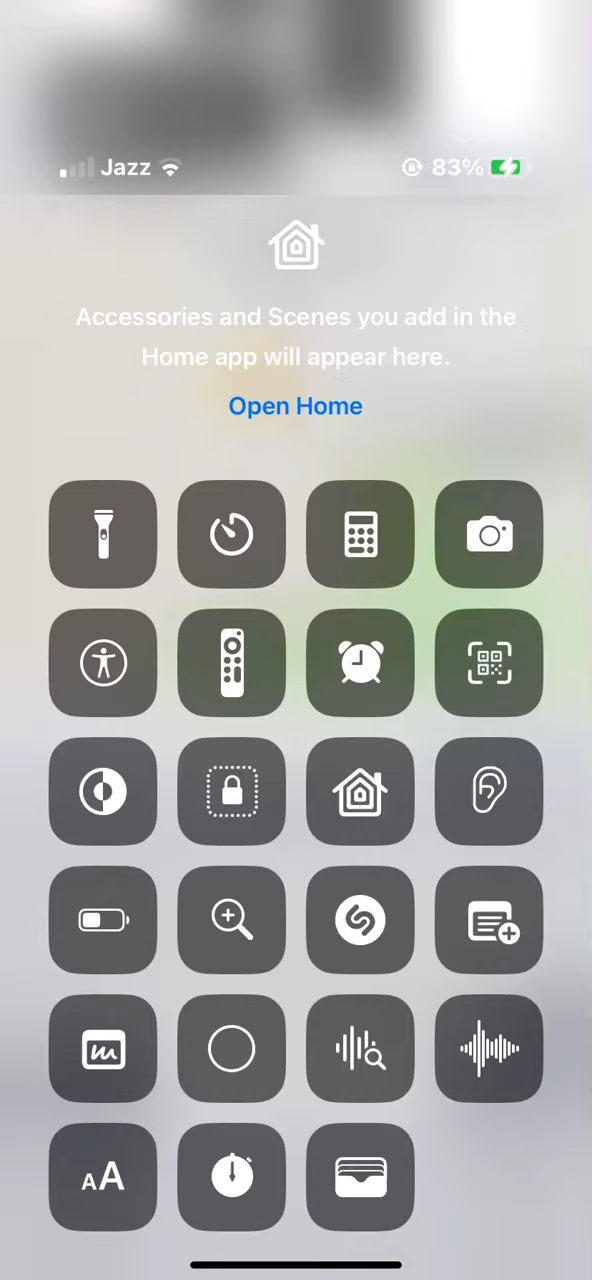 Jazz 83%
Accessories and Scenes you add in the
Home app will appear here.
Open Home
AA